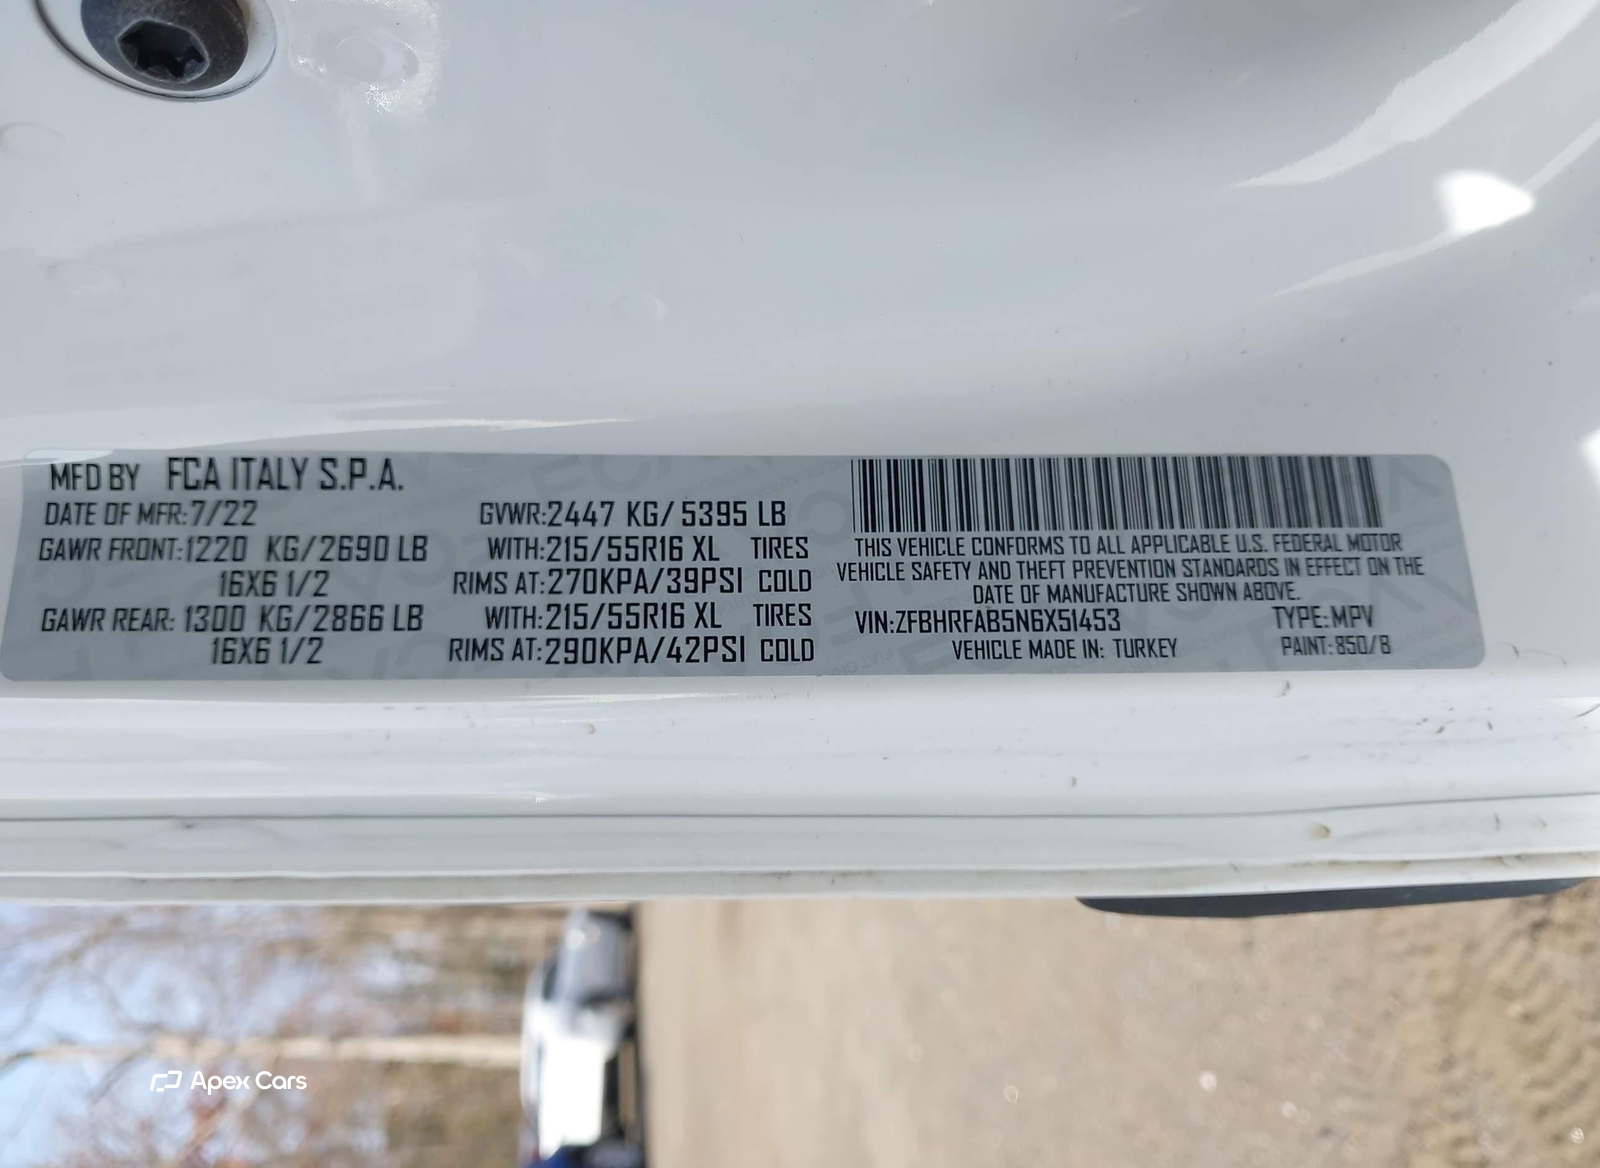 MFD BY FCA ITALY S.P.A.
DATE OF MFR:7/22 GVWR:2447 KG/5395 LB
GAWR FRONT:1220 KG/2690 LB WITH:215/55R16 XL TIRES
16X6 1/2 RIMS AT:270KPA/39PSI COLD
GAWR REAR:1300 KG/2866 LB WITH:215/55R16 XL TIRES
16X6 1/2 RIMS AT:290KPA/42PSI COLD
THIS VEHICLE CONFORMS TO ALL APPLICABLE U.S. FEDERAL MOTOR
VEHICLE SAFETY AND THEFT PREVENTION STANDARDS IN EFFECT ON THE
DATE OF MANUFACTURE SHOWN ABOVE.
VIN:ZFBHRFAB5N6X51453 TYPE:MPV
VEHICLE MADE IN: TURKEY PAINT:850/8
Apex Cars